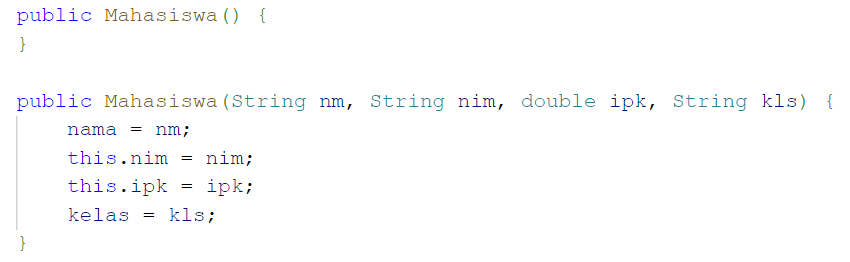 public Mahasiswa() {
}
public Mahasiswa(String nm, String nim, double ipk, String kls) {
nama = nm;
this.nim = nim;
this.ipk = ipk;
kelas = kls;
}